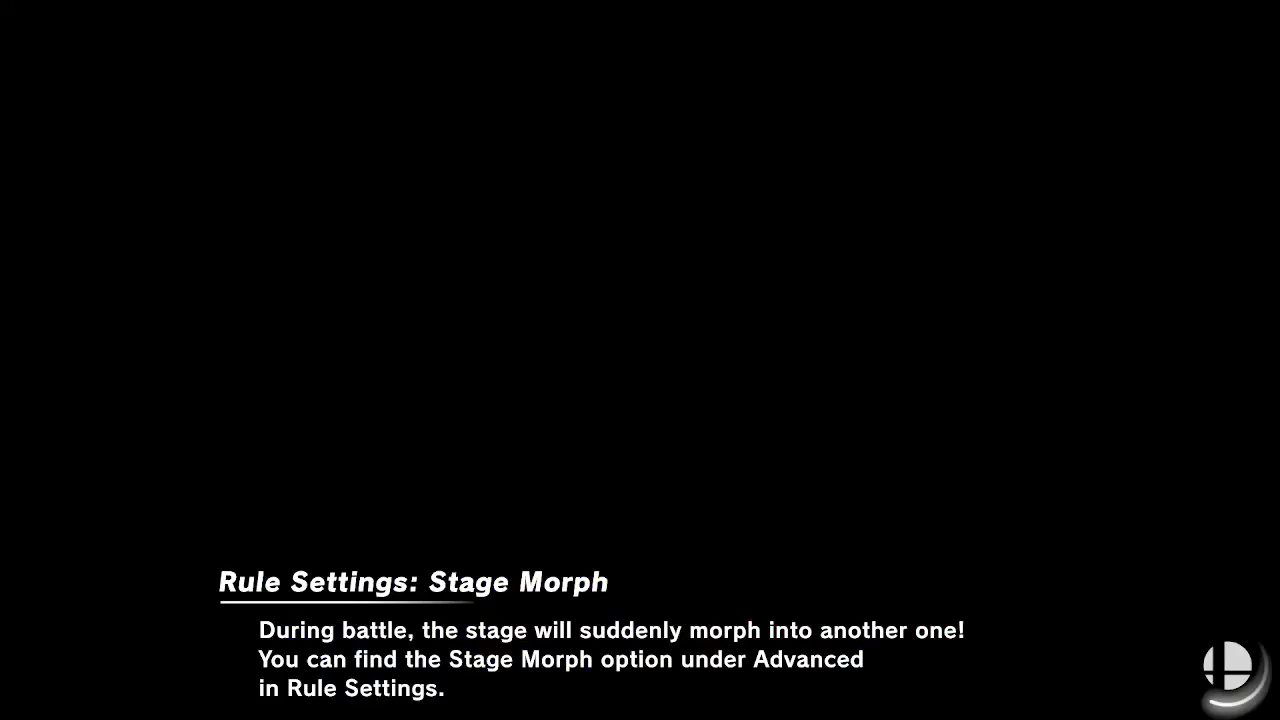 Rule Settings: Stage Morph
During battle, the stage will suddenly morph into another one!
You can find the Stage Morph option under Advanced
in Rule Settings.